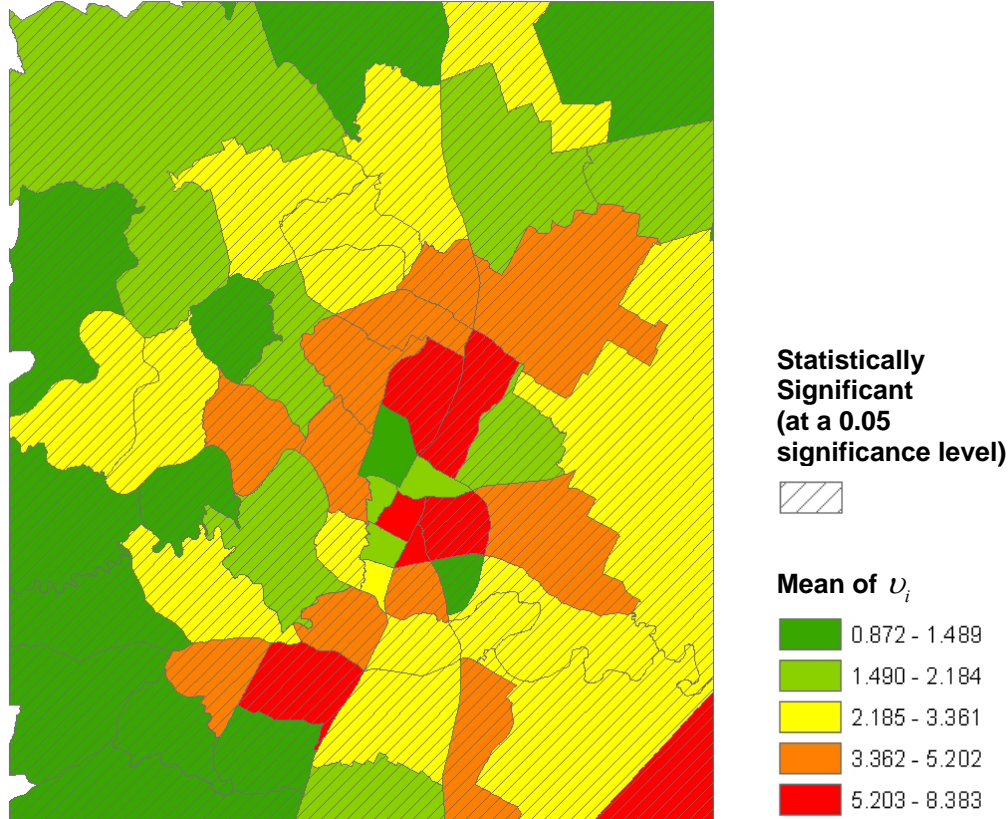 Statistically
Significant
(at a 0.05
significance level)
Mean of υi
0.872 - 1.489
1.490 - 2.184
2.185 - 3.361
3.362 - 5.202
5.203 - 8.383